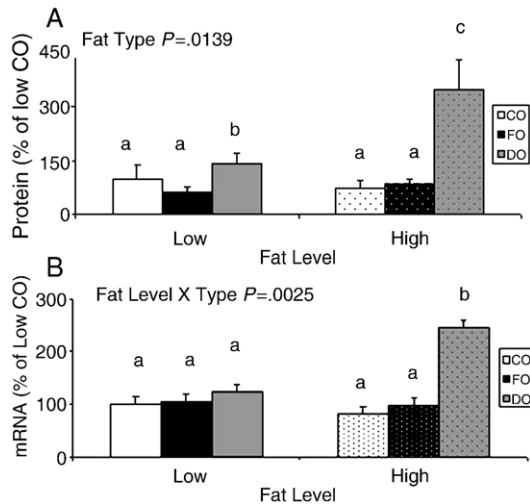 A
Fat Type P=.0139
Protein (% of low CO)
450
300
150
0
a
a
b
a
a
c
CO
FO
DO
Low
High
Fat Level
B
Fat Level X Type P=.0025
mRNA (% of Low CO)
300
200
100
0
a
a
a
a
a
b
CO
FO
DO
Low
High
Fat Level